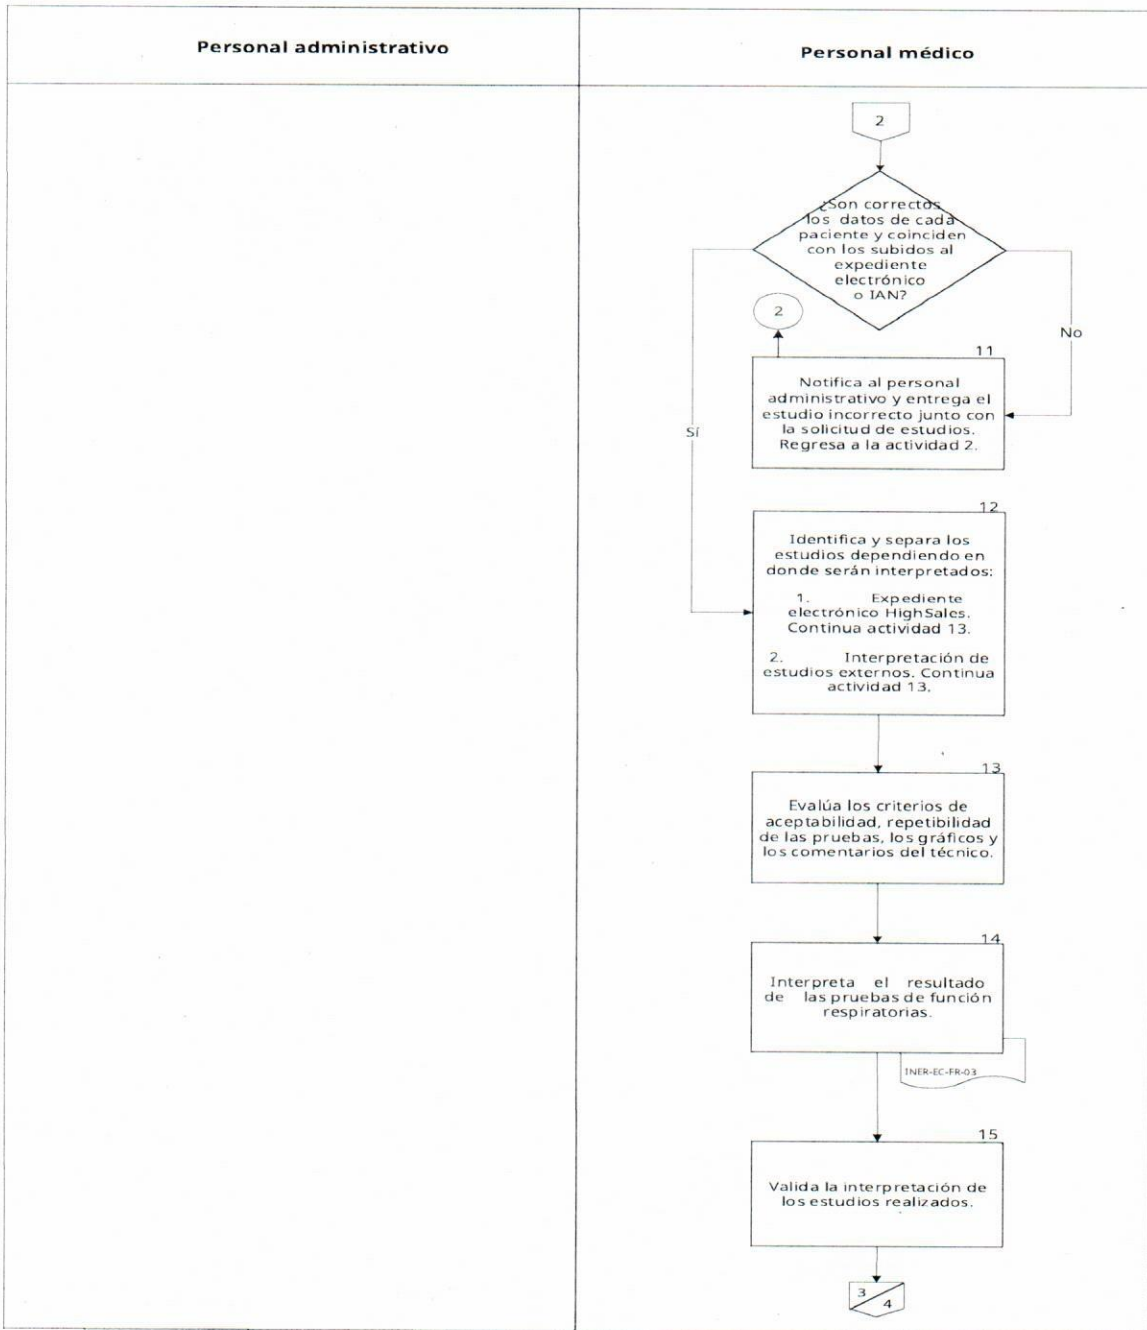 Personal administrativo
Personal médico
2
¿Son correctos
los datos de cada
paciente y coinciden
con los subidos al
expediente
electrónico
o IAN?
2
No
11
Notifica al personal
administrativo y entrega el
estudio incorrecto junto con
la solicitud de estudios.
Regresa a la actividad 2.
Sí
12
Identifica y separa los
estudios dependiendo en
donde serán interpretados:
1. Expediente
electrónico HighSales.
Continua actividad 13.
2. Interpretación de
estudios externos. Continua
actividad 13.
13
Evalúa los criterios de
aceptabilidad, repetibilidad
de las pruebas, los gráficos y
los comentarios del técnico.
14
Interpreta el resultado
de las pruebas de función
respiratorias.
INER-EC-FR-03
15
Valida la interpretación de
los estudios realizados.
3
4